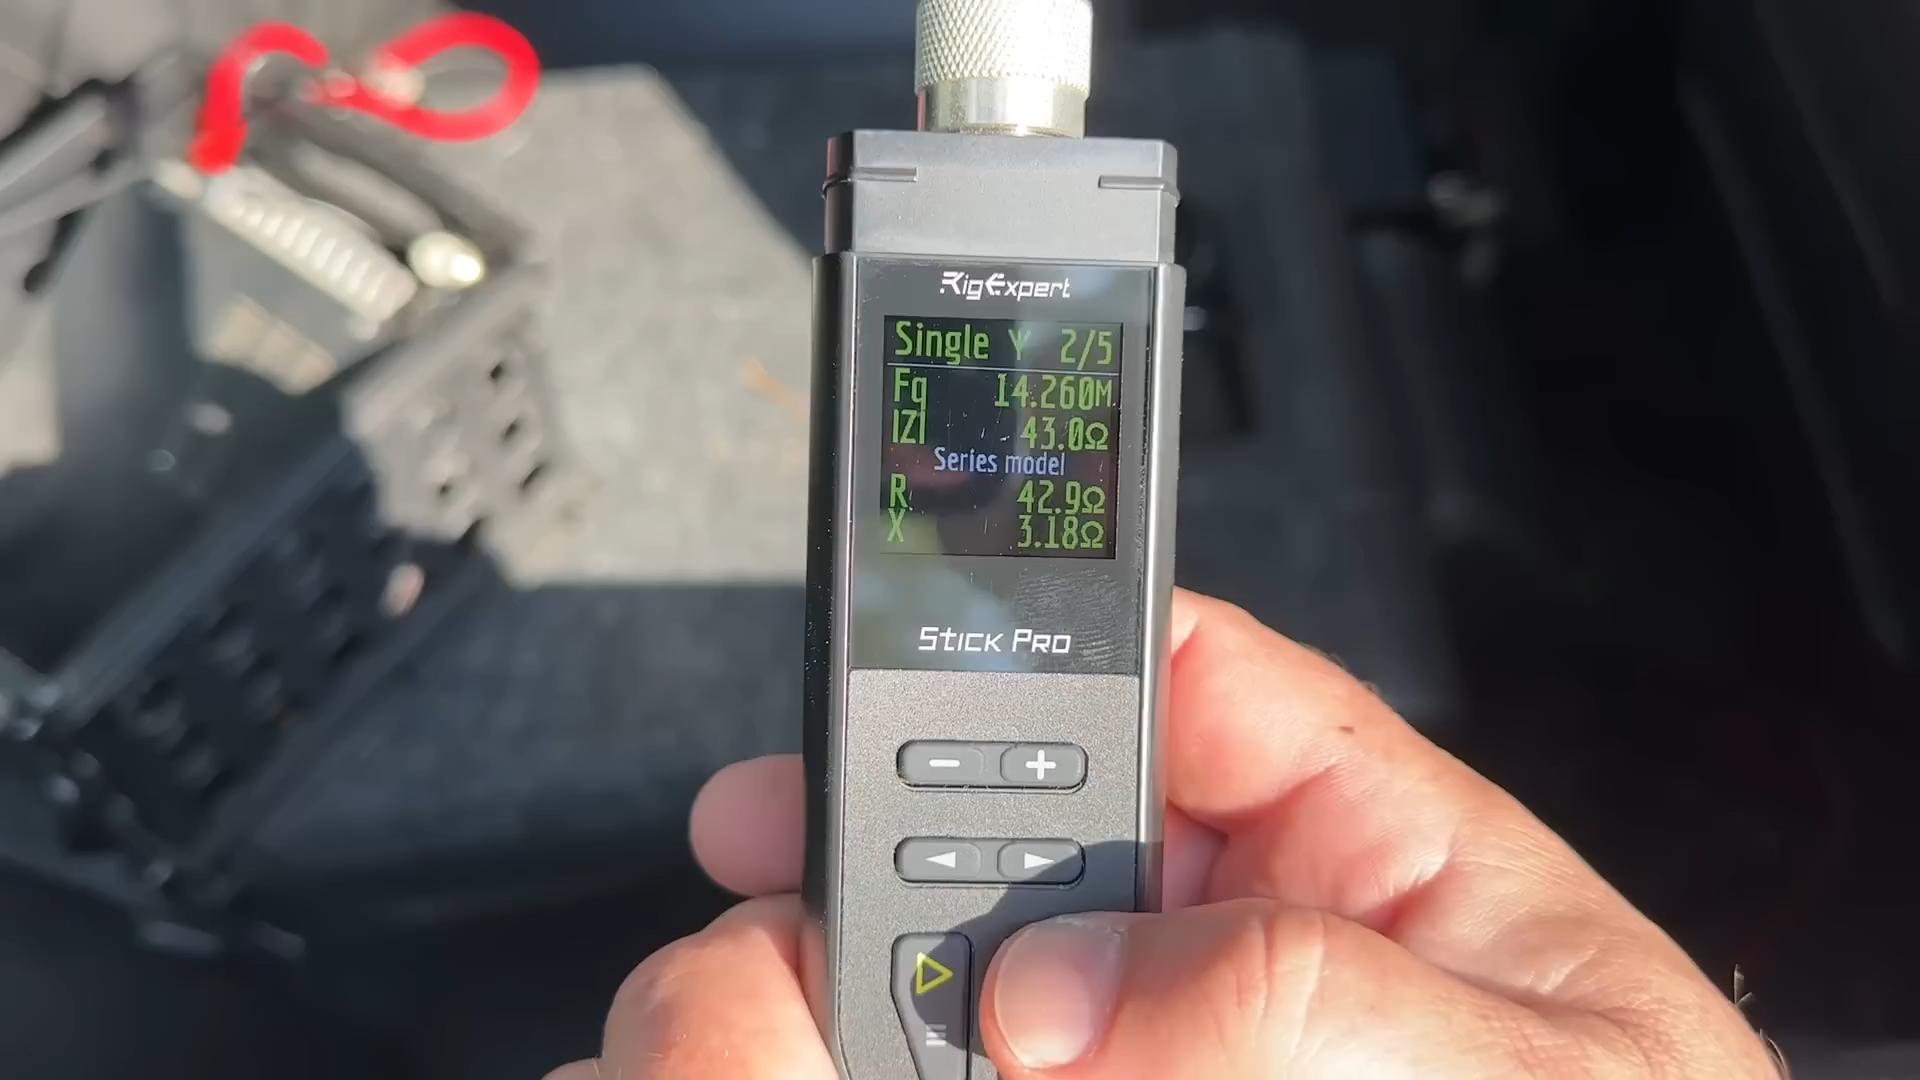 RigExpert
Single 2/5
Fq 14.260M
|Z| 43.0Ω
Series model
R 42.9Ω
X 3.18Ω
STICK PRO
- +